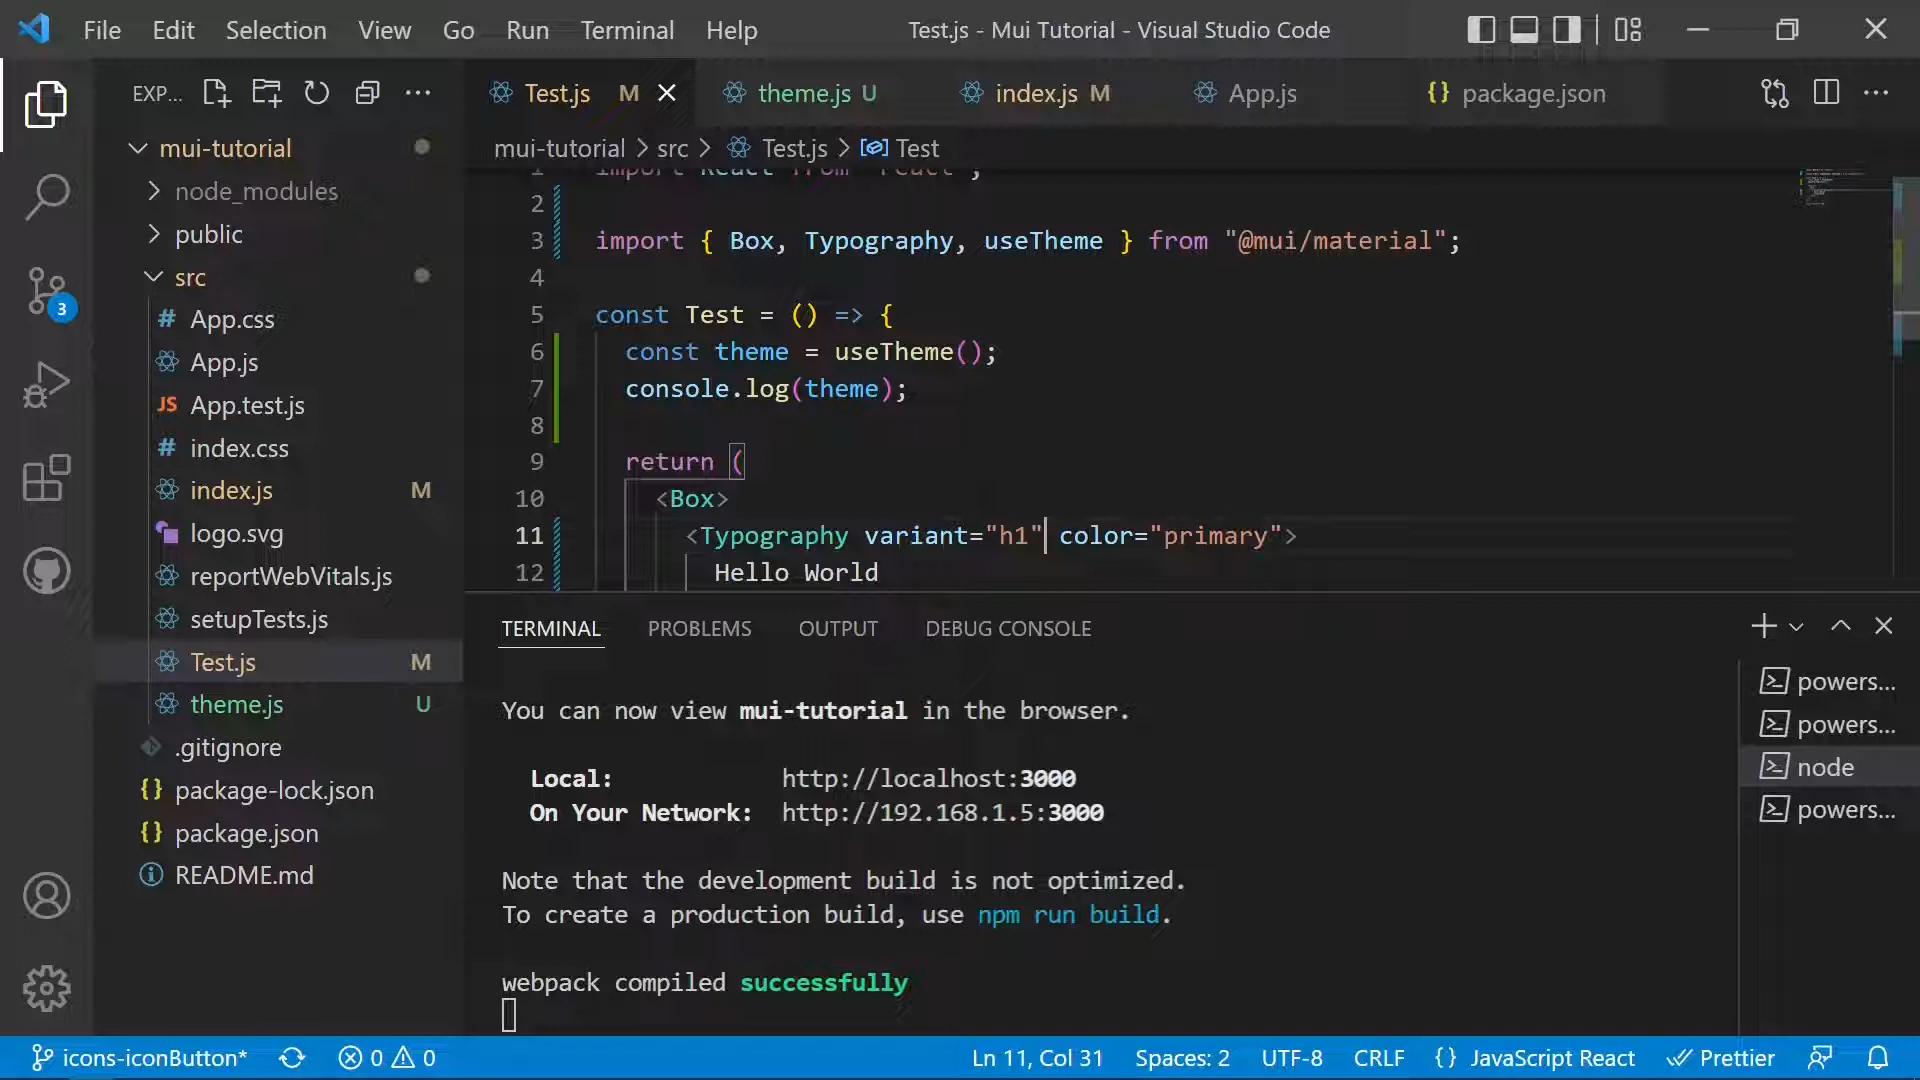 File Edit Selection View Go Run Terminal Help
Test.js - Mui Tutorial - Visual Studio Code
EXP...
Test.js M
theme.js U
index.js M
App.js
{} package.json
mui-tutorial > src > Test.js > Test
mui-tutorial
node_modules
public
src
# App.css
App.js
JS App.test.js
# index.css
index.js M
logo.svg
reportWebVitals.js
setupTests.js
Test.js M
theme.js U
.gitignore
{} package-lock.json
{} package.json
README.md
3
1 import React from "react";
2
3 import { Box, Typography, useTheme } from "@mui/material";
4
5 const Test = () => {
6 const theme = useTheme();
7 console.log(theme);
8
9 return (
10 <Box>
11 <Typography variant="h1" color="primary">
12 Hello World
TERMINAL PROBLEMS OUTPUT DEBUG CONSOLE
You can now view mui-tutorial in the browser.
Local: http://localhost:3000
On Your Network: http://192.168.1.5:3000
Note that the development build is not optimized.
To create a production build, use npm run build.
webpack compiled successfully
powers...
powers...
node
powers...
icons-iconButton* 0 0
Ln 11, Col 31 Spaces: 2 UTF-8 CRLF {} JavaScript React Prettier